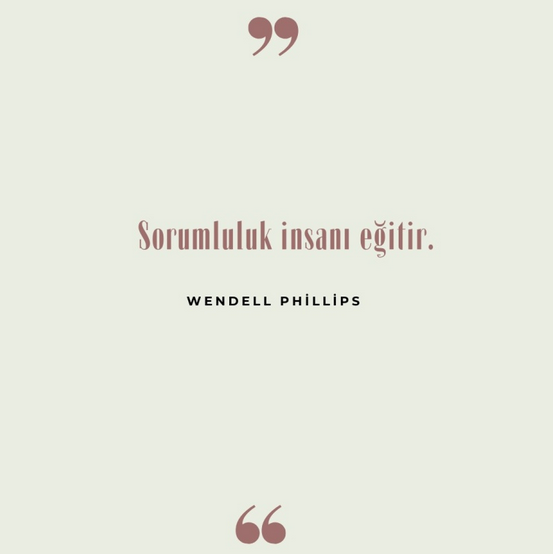 ”
Sorumluluk insanı eğitir.
WENDELL PHİLLİPS
“